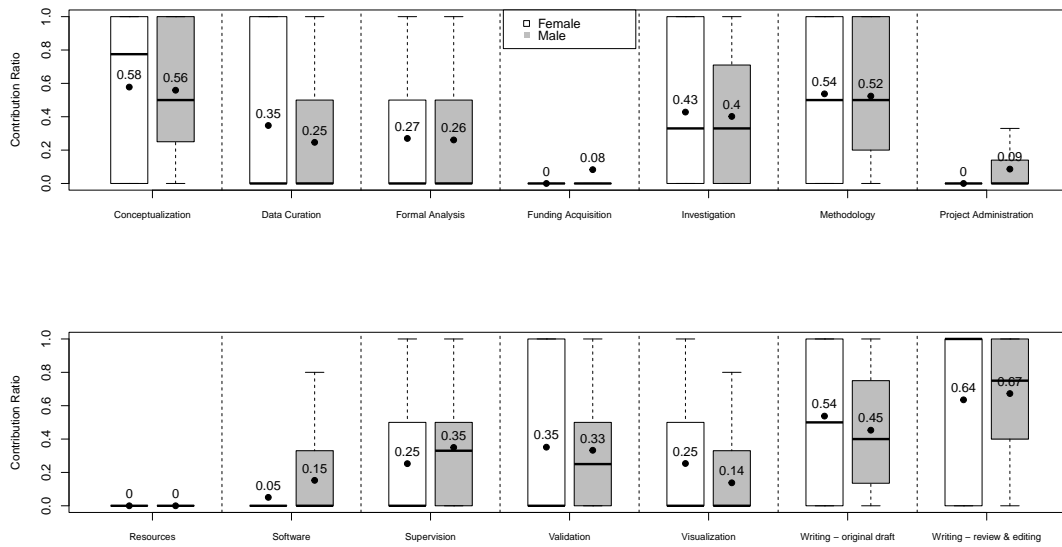 Female
Male
Contribution Ratio
1.0
0.8
0.6
0.4
0.2
0.0
0.58
0.56
0.35
0.25
0.27
0.26
0
0.08
0.43
0.4
0.54
0.52
0
0.09
Conceptualization
Data Curation
Formal Analysis
Funding Acquisition
Investigation
Methodology
Project Administration
Contribution Ratio
1.0
0.8
0.6
0.4
0.2
0.0
0
0
0.05
0.15
0.25
0.35
0.35
0.33
0.25
0.14
0.54
0.45
0.64
0.67
Resources
Software
Supervision
Validation
Visualization
Writing − original draft
Writing − review & editing